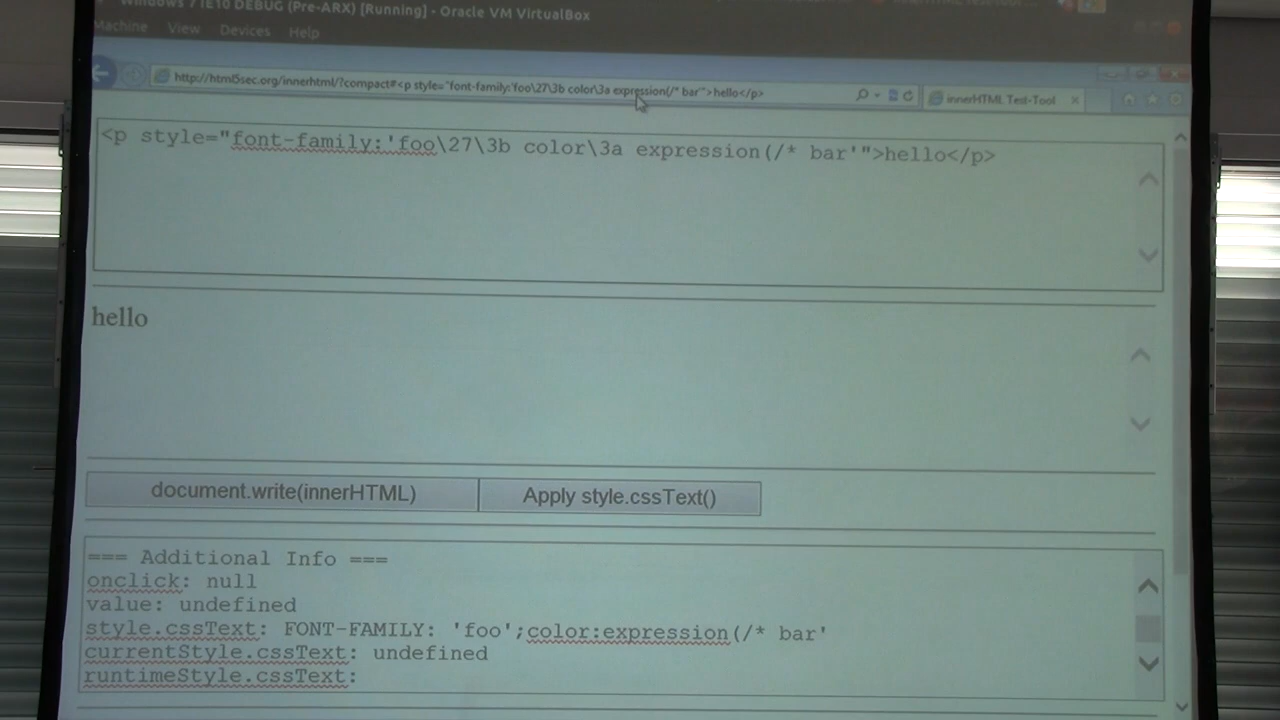 Windows 7 IE10 DEBUG (Pre-ARX) [Running] - Oracle VM VirtualBox
Machine View Devices Help
http://html5sec.org/innerhtml/?compact#<p style="font-family:'foo\27\3b color\3a expression(/* bar'">hello</p> innerHTML Test-Tool
<p style="font-family:'foo\27\3b color\3a expression(/* bar'">hello</p>
hello
document.write(innerHTML) Apply style.cssText()
=== Additional Info ===
onclick: null
value: undefined
style.cssText: FONT-FAMILY: 'foo';color:expression(/* bar'
currentStyle.cssText: undefined
runtimeStyle.cssText: